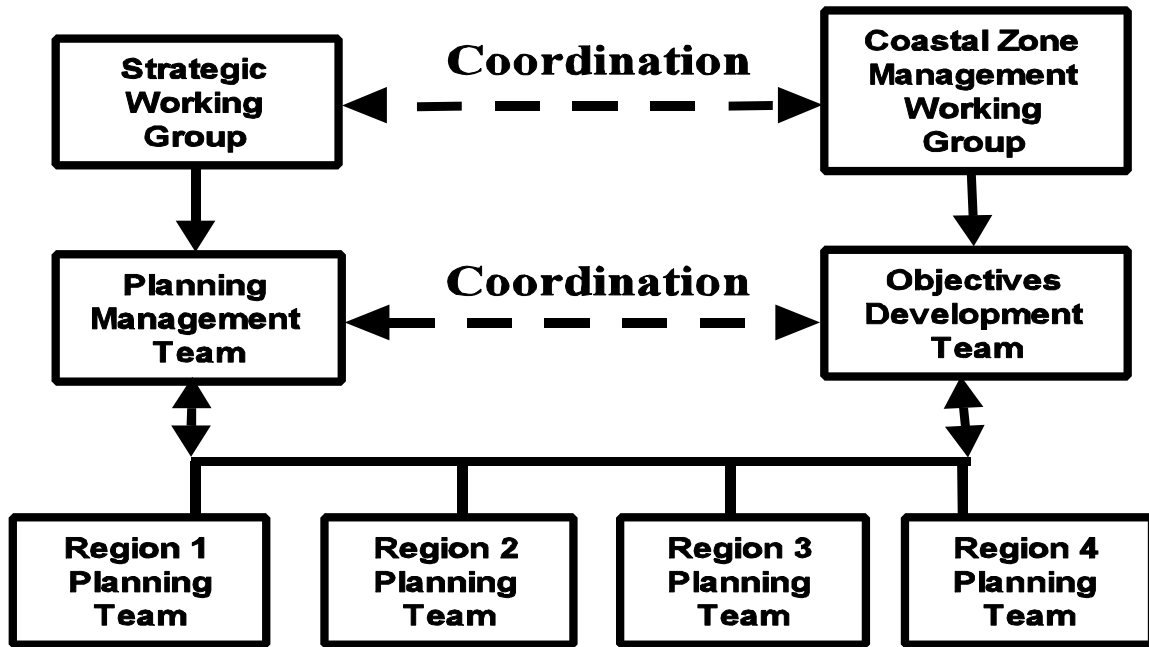 Strategic
Working
Group
Coordination
Coastal Zone
Management
Working
Group
Planning
Management
Team
Coordination
Objectives
Development
Team
Region 1
Planning
Team
Region 2
Planning
Team
Region 3
Planning
Team
Region 4
Planning
Team